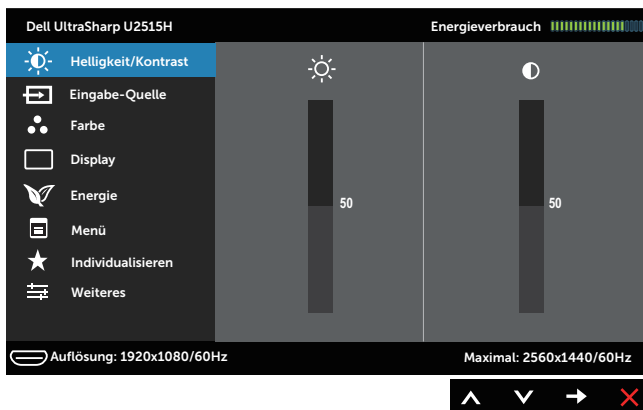 Dell UltraSharp U2515H
Energieverbrauch
Helligkeit/Kontrast
Eingabe-Quelle
Farbe
Display
Energie
Menü
Individualisieren
Weiteres
50
50
Auflösung: 1920x1080/60Hz
Maximal: 2560x1440/60Hz